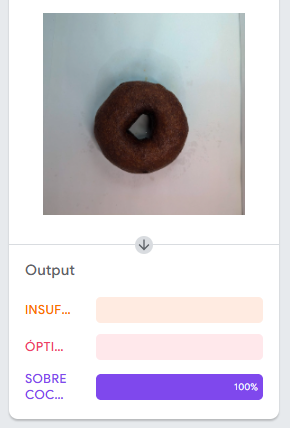 Output
INSUF...
ÓPTI...
SOBRE
COC...
100%